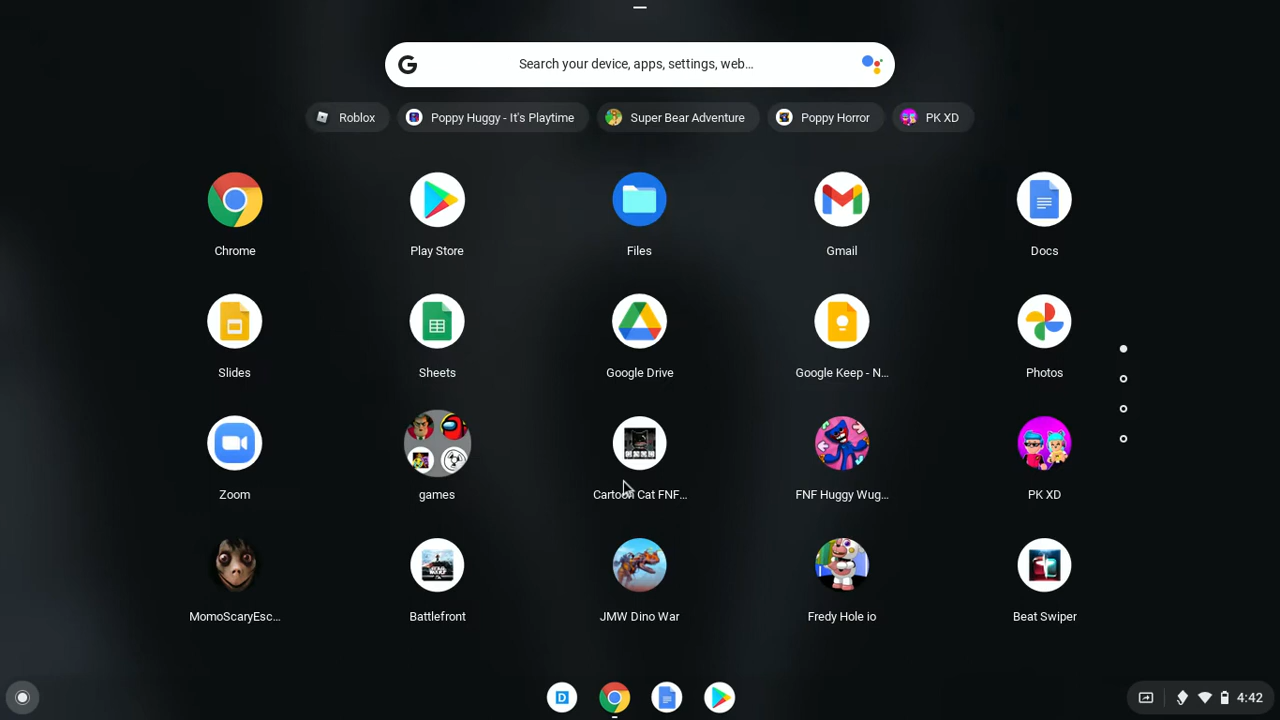 Search your device, apps, settings, web...
Roblox Poppy Huggy - It's Playtime Super Bear Adventure Poppy Horror PK XD
Chrome Play Store Files Gmail Docs
Slides Sheets Google Drive Google Keep - N... Photos
Zoom games Cartoon Cat FNF... FNF Huggy Wug... PK XD
MomoScaryEsc... Battlefront JMW Dino War Fredy Hole io Beat Swiper
D 4:42